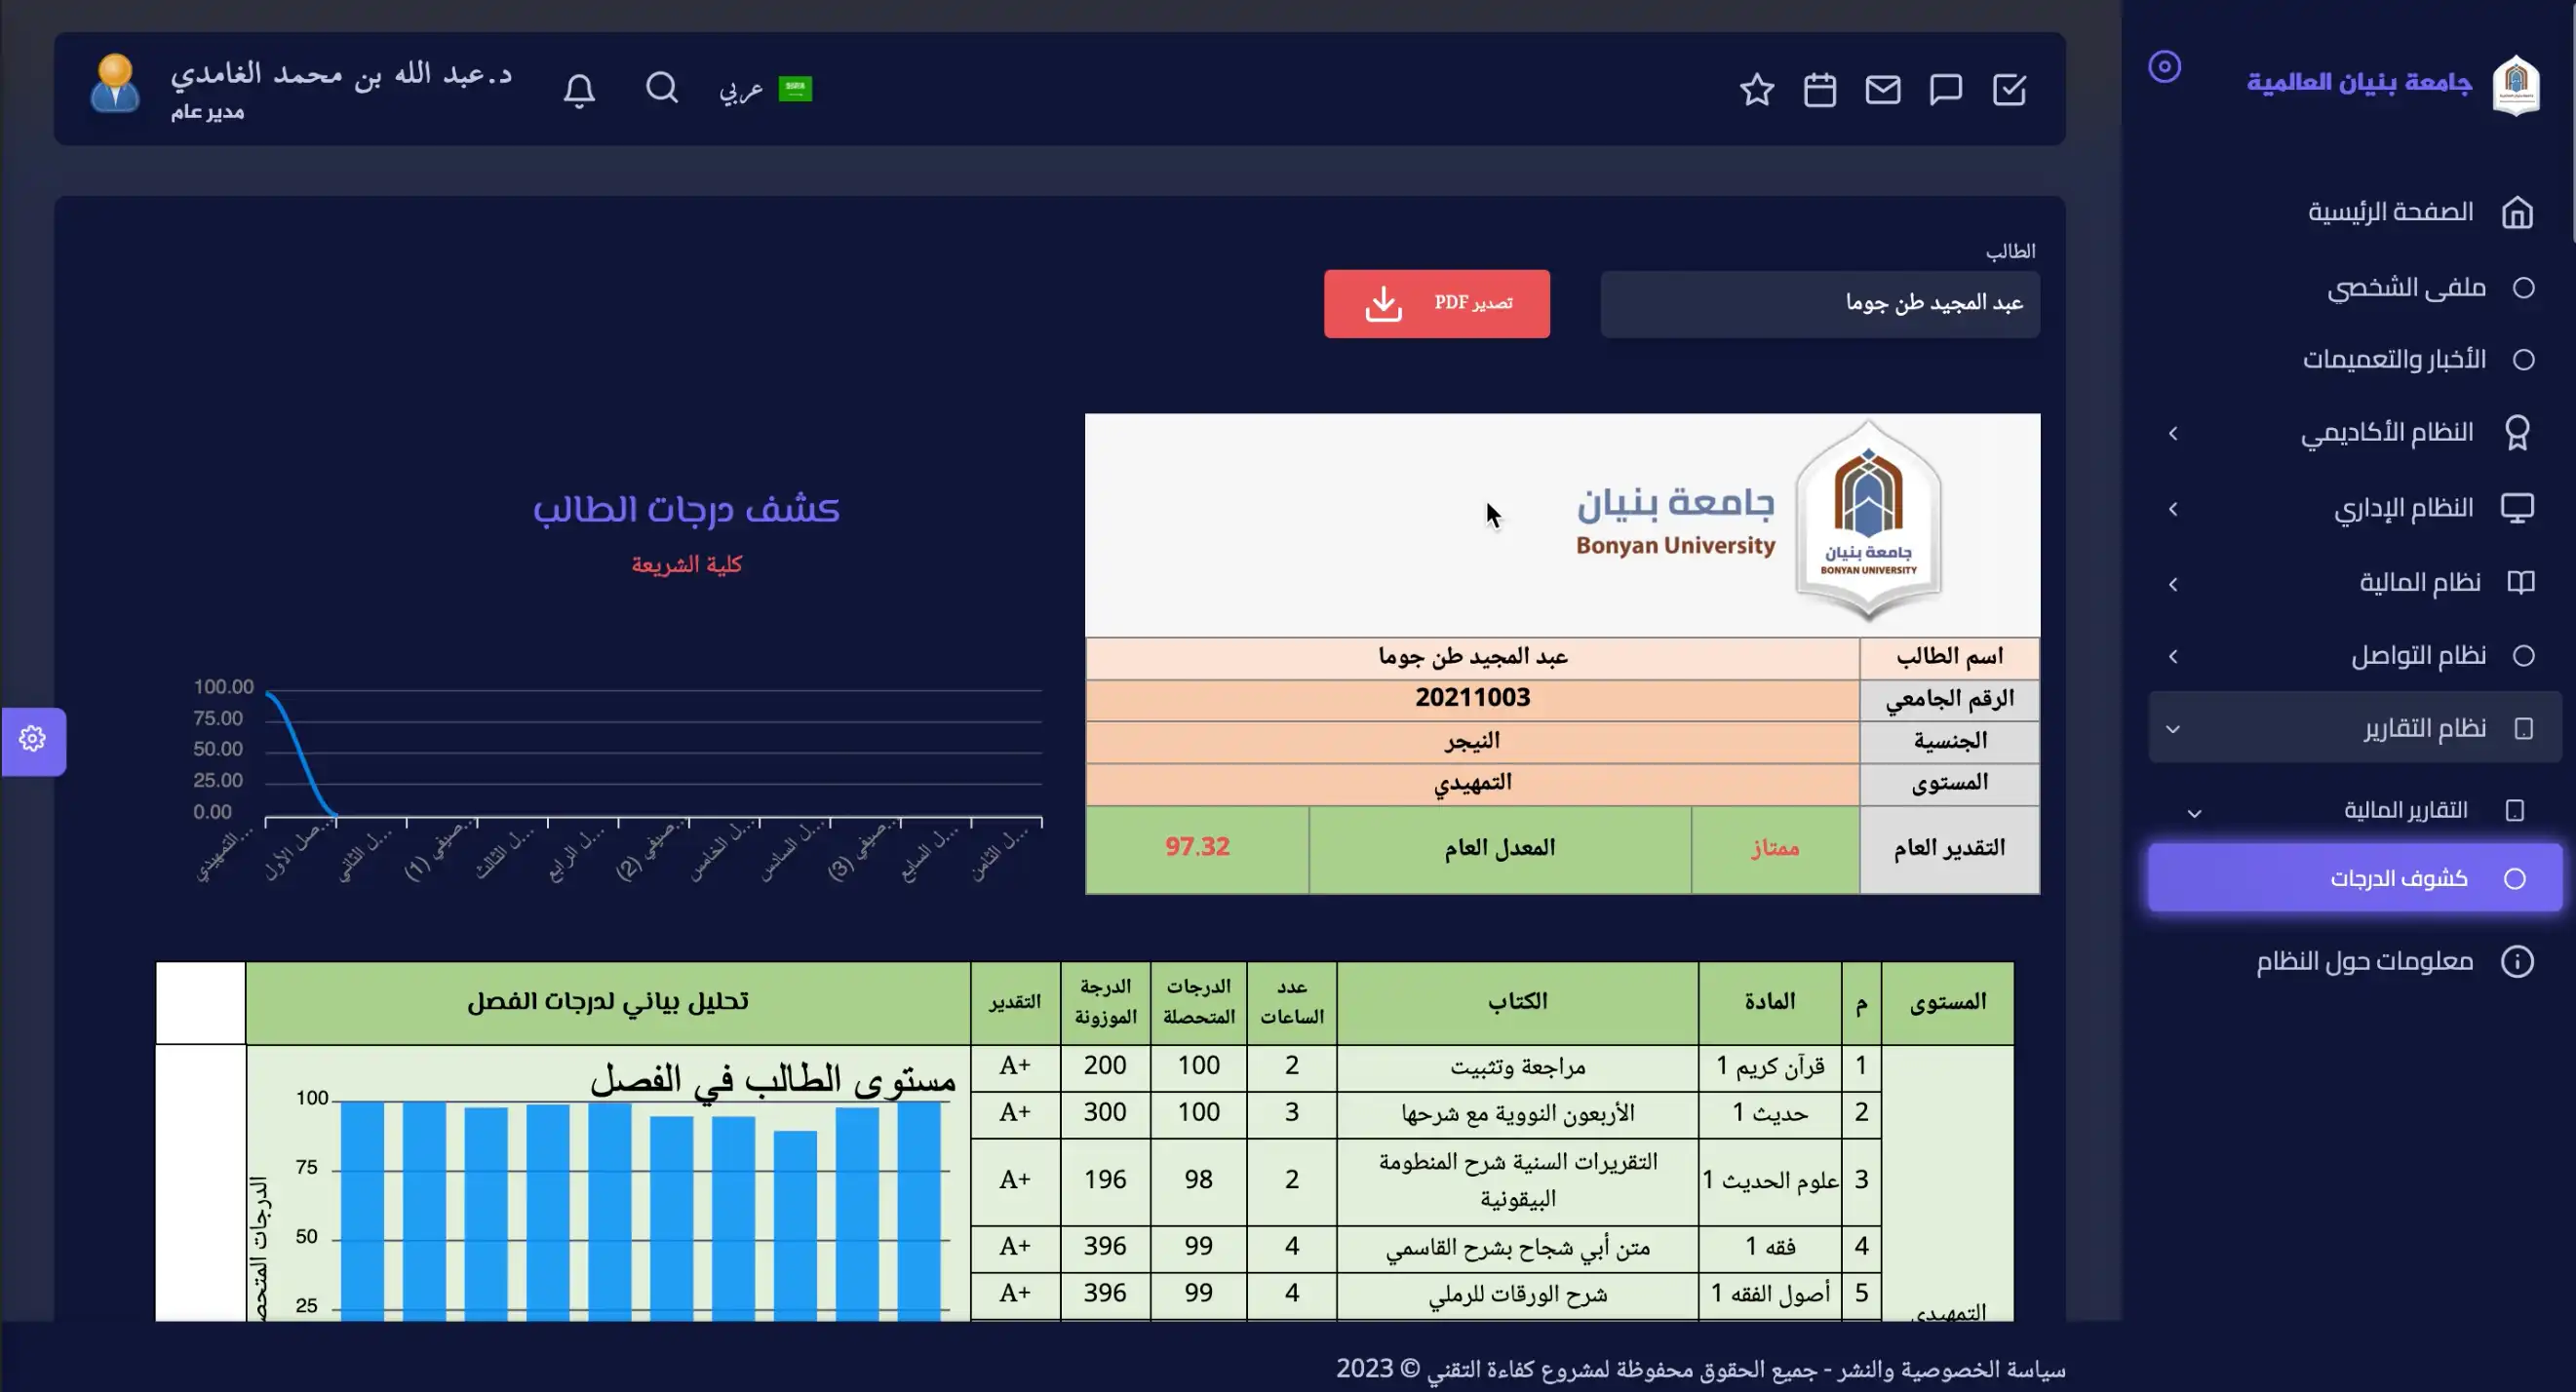 جامعة بنيان العالمية
الصفحة الرئيسية
ملفى الشخصي
الأخبار والتعميمات
النظام الأكاديمي
النظام الإداري
نظام المالية
نظام التواصل
نظام التقارير
التقارير المالية
كشوف الدرجات
معلومات حول النظام
عربي
د.عبد الله بن محمد الغامدي
مدير عام
الطالب
عبد المجيد طن جوما
تصدير PDF
جامعة بنيان
Bonyan University
جامعة بنيان
BONYAN UNIVERSITY
كشف درجات الطالب
كلية الشريعة
اسم الطالب عبد المجيد طن جوما
الرقم الجامعي 20211003
الجنسية النيجر
المستوى التمهيدي
التقدير العام ممتاز المعدل العام 97.32
100.00
75.00
50.00
25.00
0.00
التمهيدي...
صل الأول...
ل الثاني...
صيفي (1)...
ل الثالث...
ل الرابع...
صيفي (2)...
ل الخامس...
ل السادس...
صيفي (3)...
ل السابع...
ل الثامن...
المستوى م المادة الكتاب عدد الساعات الدرجات المتحصلة الدرجة الموزونة التقدير تحليل بياني لدرجات الفصل
1 قرآن كريم 1 مراجعة وتثبيت 2 100 200 A+
2 حديث 1 الأربعون النووية مع شرحها 3 100 300 A+
3 علوم الحديث 1 التقريرات السنية شرح المنطومة البيقونية 2 98 196 A+
4 فقه 1 متن أبي شجاح بشرح القاسمي 4 99 396 A+
5 أصول الفقه 1 شرح الورقات للرملي 4 99 396 A+
التمهيدي
مستوى الطالب في الفصل
100
75
50
25
الدرجات المتحص
سياسة الخصوصية والنشر - جميع الحقوق محفوظة لمشروع كفاءة التقني © 2023